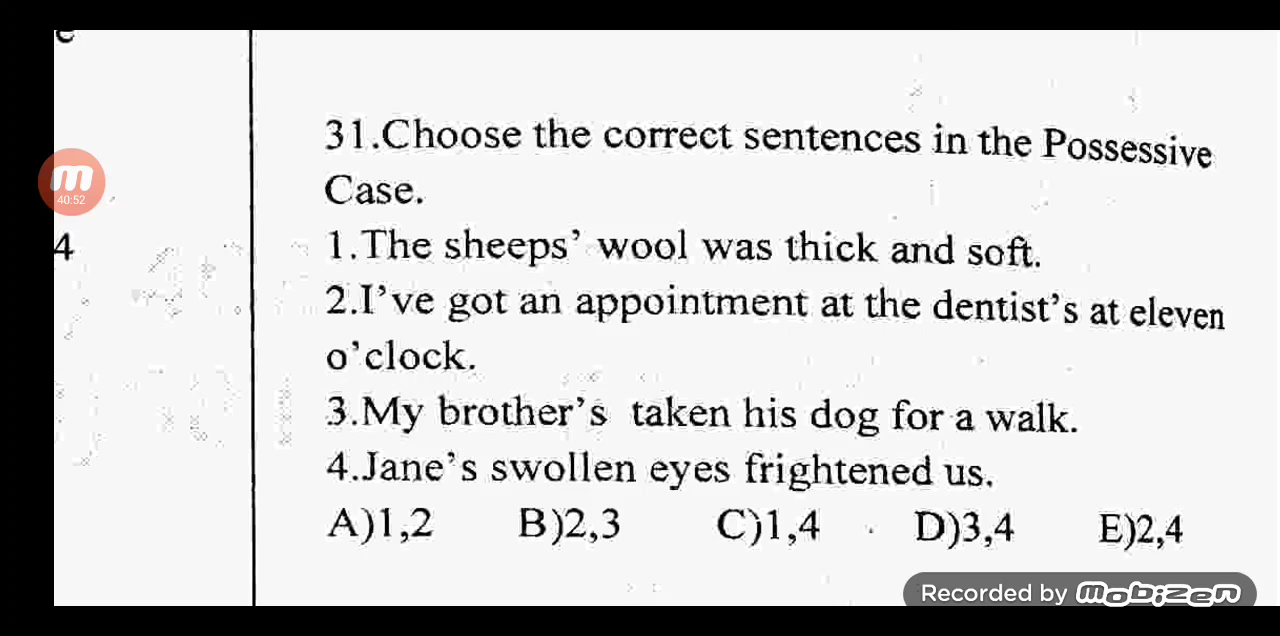 31.Choose the correct sentences in the Possessive
Case.
1.The sheeps’ wool was thick and soft.
2.I’ve got an appointment at the dentist’s at eleven
o’clock.
3.My brother’s taken his dog for a walk.
4.Jane’s swollen eyes frightened us.
A)1,2 B)2,3 C)1,4 D)3,4 E)2,4
4
m
40:52
Recorded by mobizen